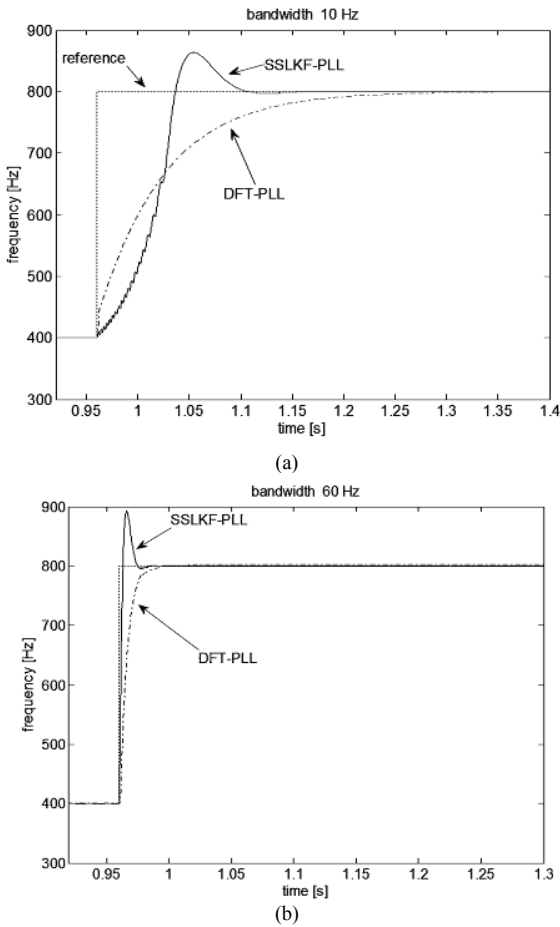 bandwidth 10 Hz
900
800
700
600
500
400
300
frequency [Hz]
reference
SSLKF-PLL
DFT-PLL
0.95 1 1.05 1.1 1.15 1.2 1.25 1.3 1.35 1.4
time [s]
(a)
bandwidth 60 Hz
900
800
700
600
500
400
300
frequency [Hz]
SSLKF-PLL
DFT-PLL
0.95 1 1.05 1.1 1.15 1.2 1.25 1.3
time [s]
(b)